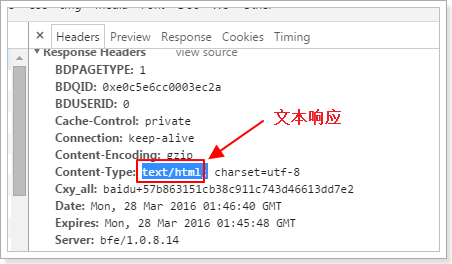 × Headers Preview Response Cookies Timing
Response Headers view source
BDPAGETYPE: 1
BDQID: 0xe0c5e6cc0003ec2a
BDUSERID: 0
Cache-Control: private
文本响应
Connection: keep-alive
Content-Encoding: gzip
Content-Type: text/html; charset=utf-8
Cxy_all: baidu+57b863151cb38c911c743d46613dd7e2
Date: Mon, 28 Mar 2016 01:46:40 GMT
Expires: Mon, 28 Mar 2016 01:45:48 GMT
Server: bfe/1.0.8.14